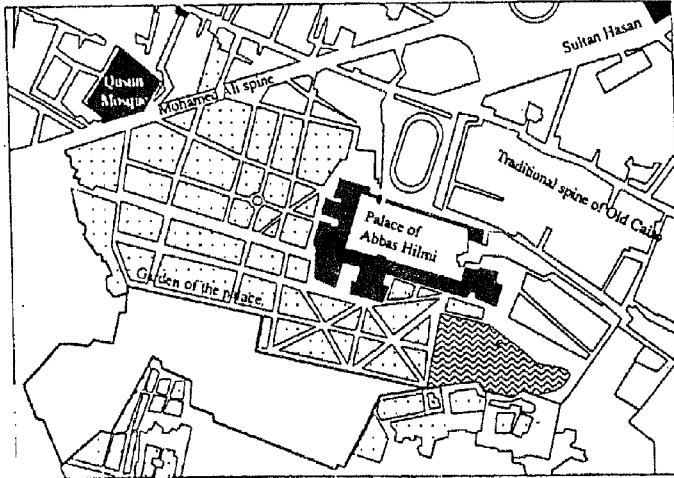 Sultan Hasan
Qusun
Mosque
Mohamed Ali spine
Traditional spine of Old Cairo
Palace of
Abbas Hilmi
Garden of the palace